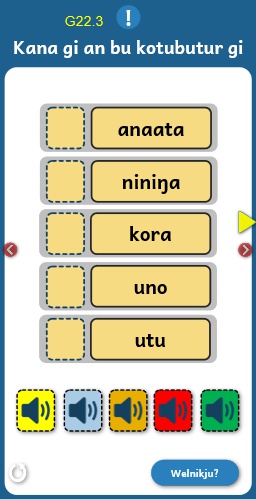 G22.3
!
Kana gi an bu kotubutur gi
anaata
niniŋa
kora
uno
utu
Welnikju?